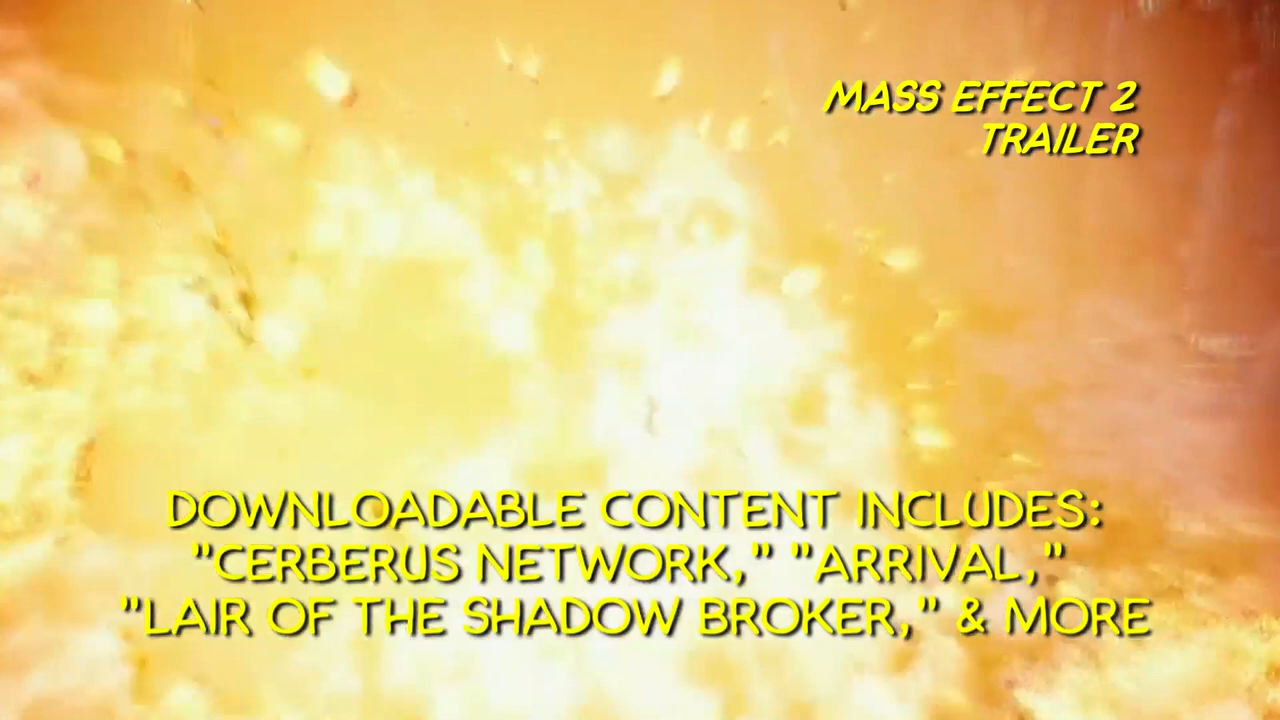 MASS EFFECT 2
TRAILER
DOWNLOADABLE CONTENT INCLUDES:
"CERBERUS NETWORK," "ARRIVAL,"
"LAIR OF THE SHADOW BROKER," & MORE